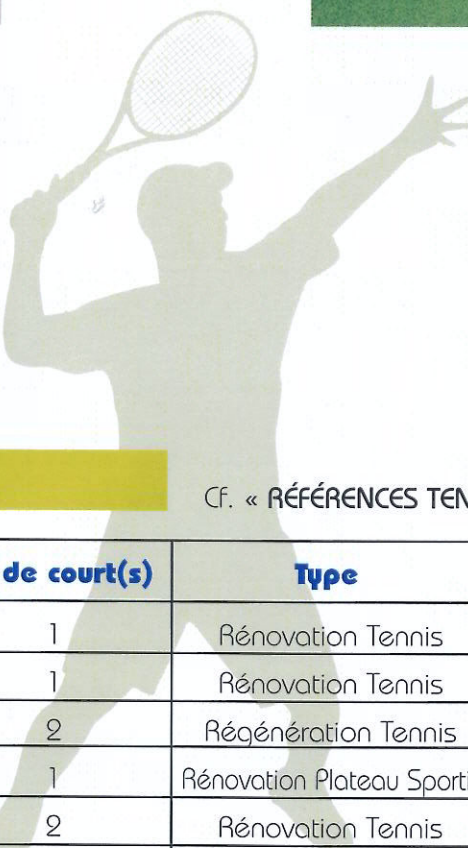 Cf. « RÉFÉRENCES TEN
de court(s) Type
1 Rénovation Tennis
1 Rénovation Tennis
2 Régénération Tennis
1 Rénovation Plateau Sporti
2 Rénovation Tennis